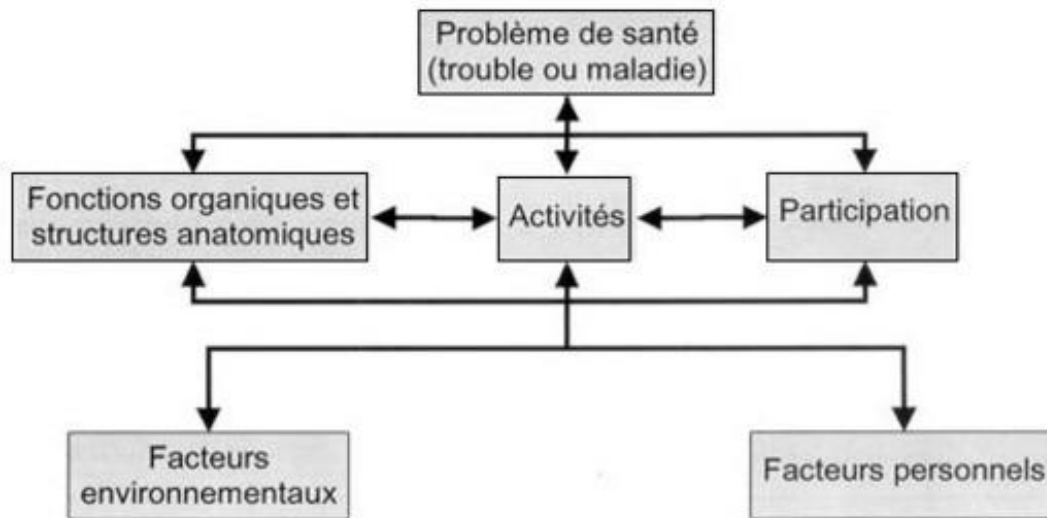 Problème de santé
(trouble ou maladie)
Fonctions organiques et
structures anatomiques
Activités
Participation
Facteurs
environnementaux
Facteurs personnels